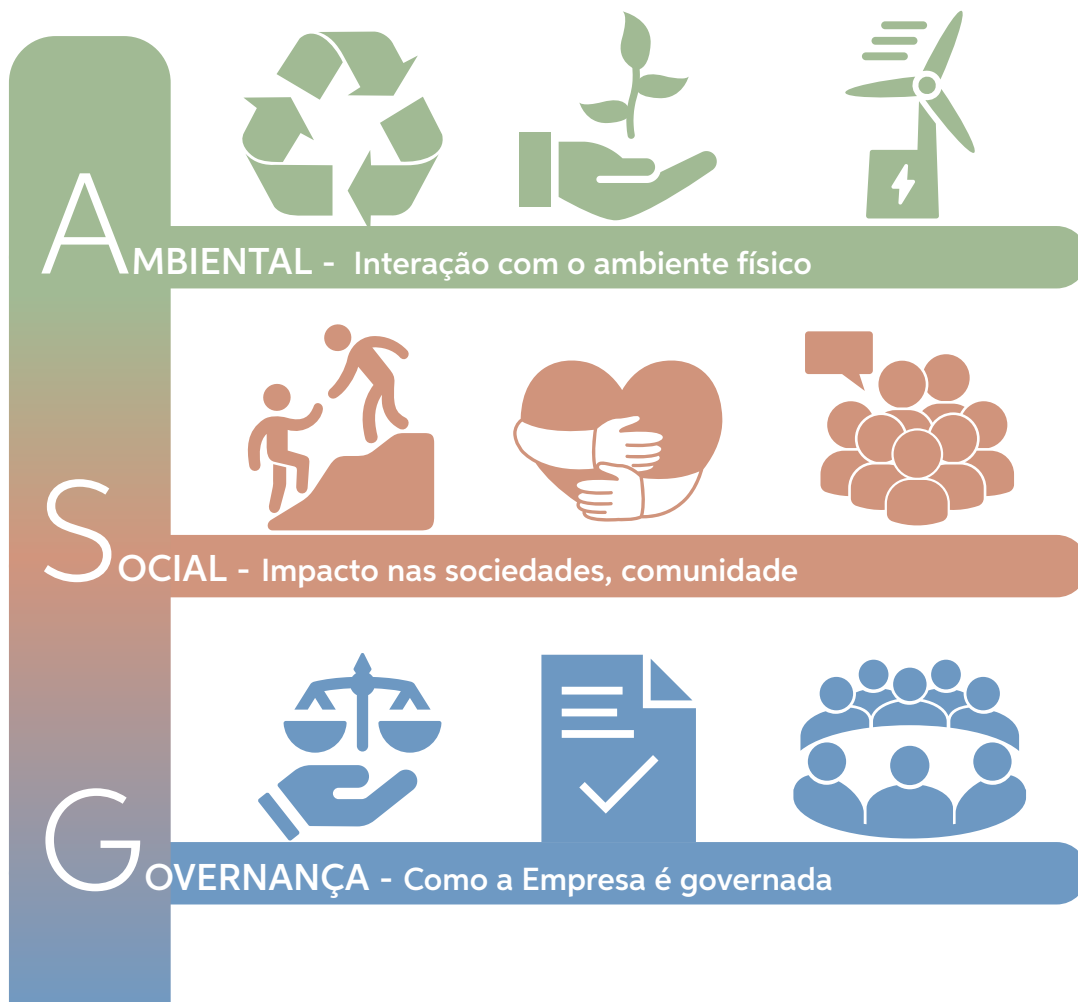 AMBIENTAL - Interação com o ambiente físico
SOCIAL - Impacto nas sociedades, comunidade
GOVERNANÇA - Como a Empresa é governada